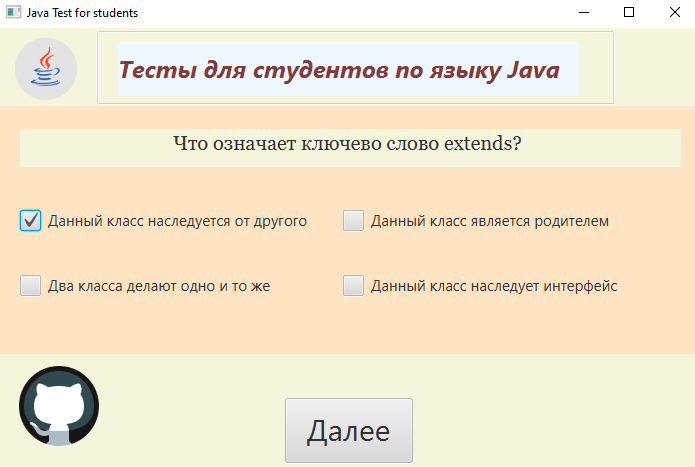 Java Test for students
Тесты для студентов по языку Java
Что означает ключево слово extends?
Данный класс наследуется от другого
Данный класс является родителем
Два класса делают одно и то же
Данный класс наследует интерфейс
Далее